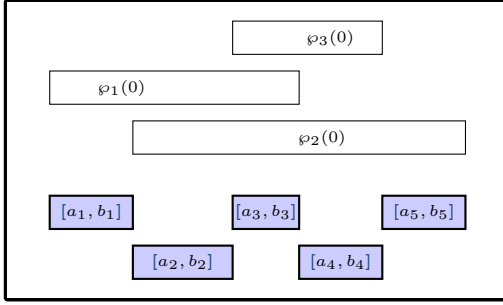 ℘₃(0)
℘₁(0)
℘₂(0)
[a₁, b₁] [a₃, b₃] [a₅, b₅]
[a₂, b₂] [a₄, b₄]